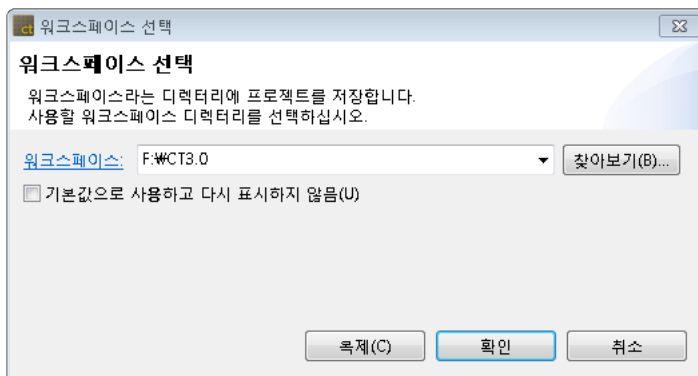 ct 워크스페이스 선택
워크스페이스 선택
워크스페이스라는 디렉터리에 프로젝트를 저장합니다.
사용할 워크스페이스 디렉터리를 선택하십시오.
워크스페이스: F:₩CT3.0 찾아보기(B)...
기본값으로 사용하고 다시 표시하지 않음(U)
복제(C) 확인 취소